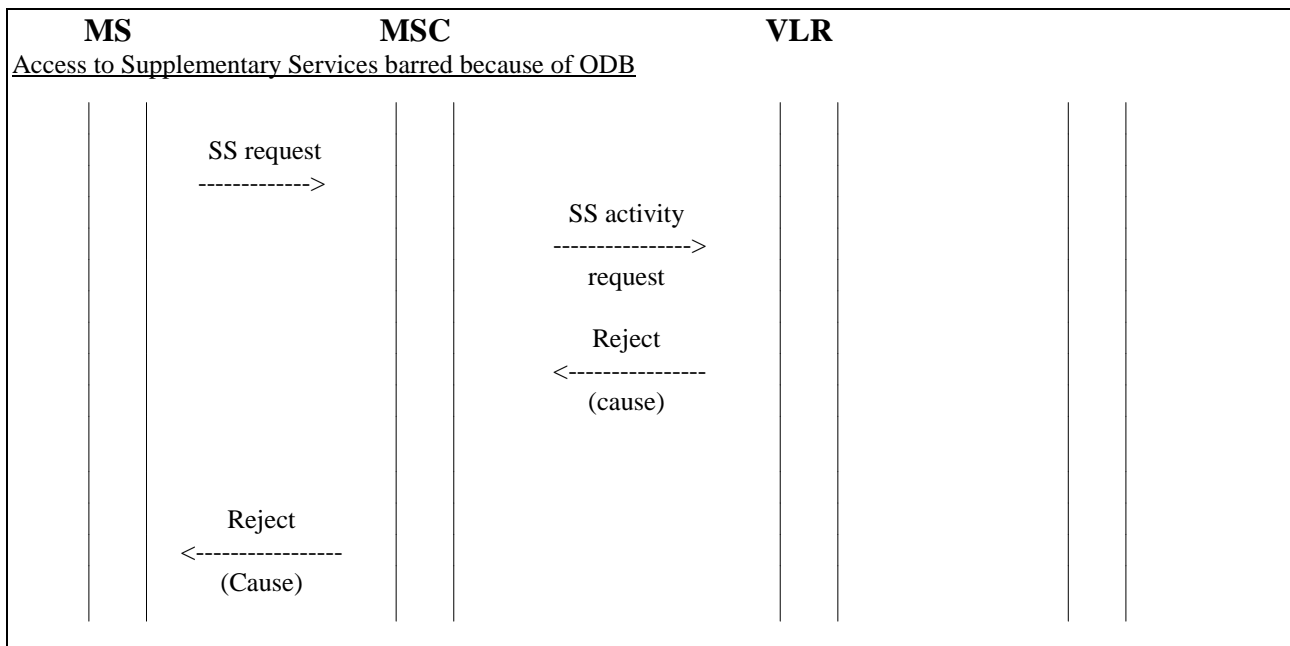 MS MSC VLR
Access to Supplementary Services barred because of ODB
SS request
------------->
SS activity
---------------->
request
Reject
<----------------
(cause)
Reject
<-----------------
(Cause)